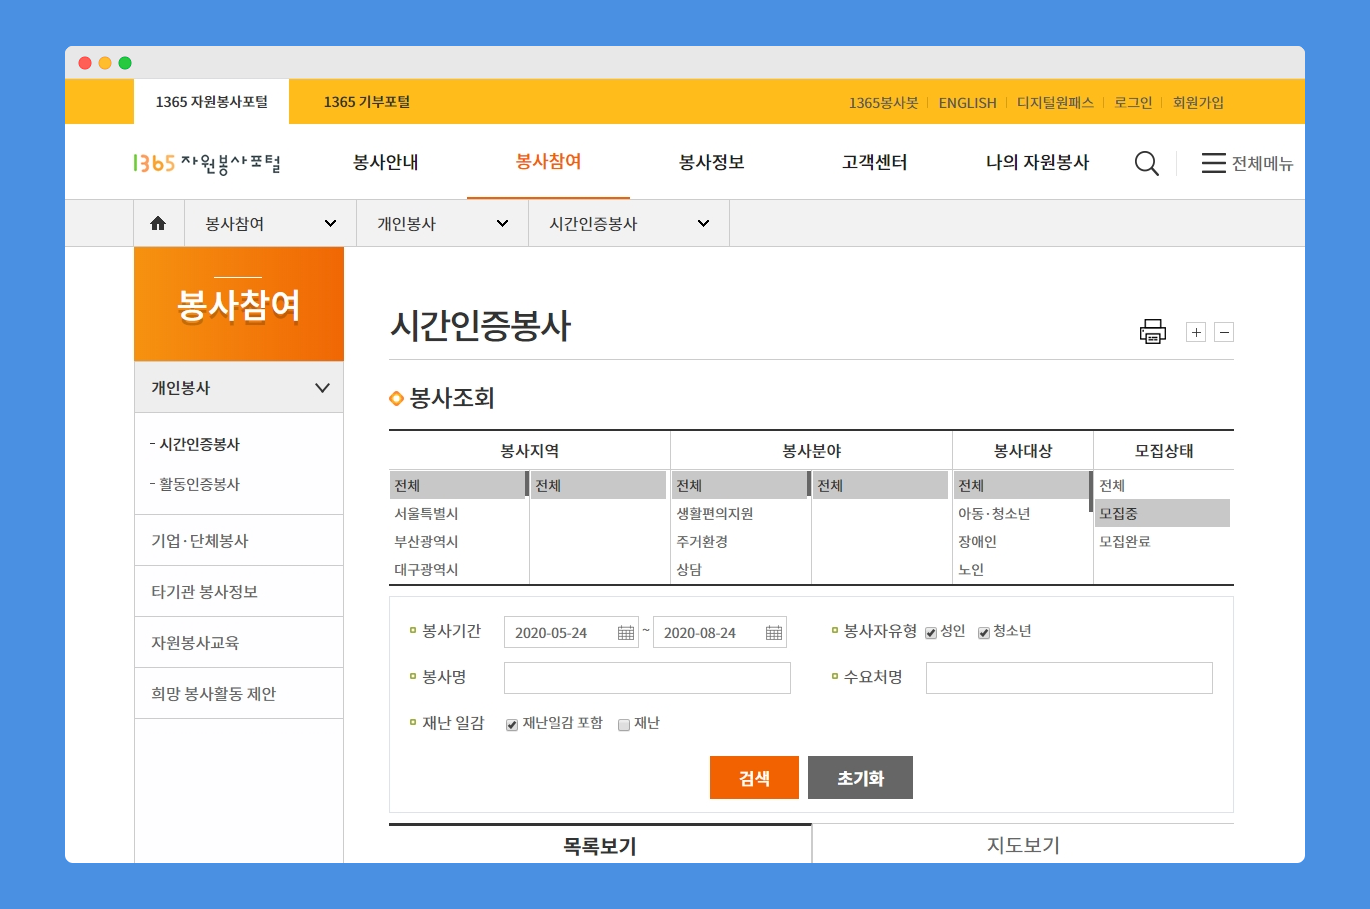 1365 자원봉사포털
1365 기부포털
1365봉사봇
ENGLISH
디지털원패스
로그인
회원가입
1365 자원봉사포털
봉사안내
봉사참여
봉사정보
고객센터
나의 자원봉사
전체메뉴
봉사참여
개인봉사
시간인증봉사
봉사참여
개인봉사
- 시간인증봉사
- 활동인증봉사
기업·단체봉사
타기관 봉사정보
자원봉사교육
희망 봉사활동 제안
시간인증봉사
봉사조회
봉사지역
봉사분야
봉사대상
모집상태
전체
전체
전체
전체
전체
전체
서울특별시
생활편의지원
아동·청소년
모집중
부산광역시
주거환경
장애인
모집완료
대구광역시
상담
노인
봉사기간
2020-05-24
~
2020-08-24
봉사자유형
성인
청소년
봉사명
수요처명
재난 일감
재난일감 포함
재난
검색
초기화
목록보기
지도보기